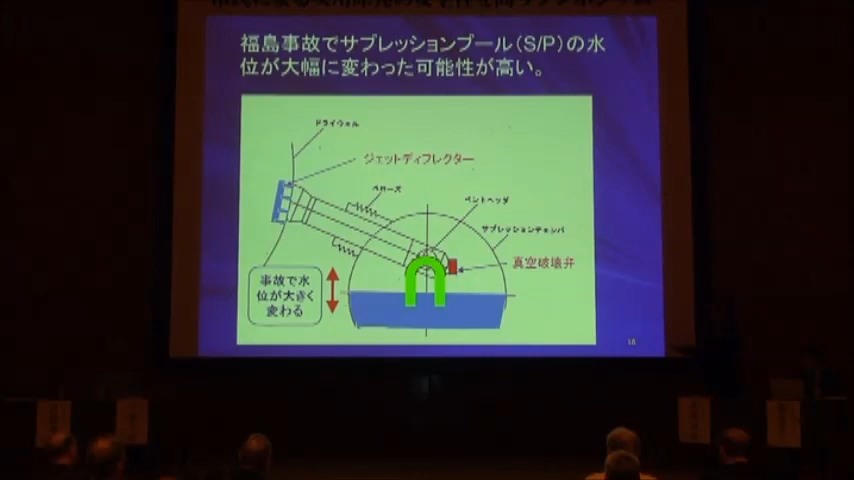 福島事故でサプレッションプール（S/P）の水
位が大幅に変わった可能性が高い。
ドライウェル
ジェットディフレクター
ベローズ
ベントヘッダ
サプレッションチェンバ
真空破壊弁
事故で水
位が大きく
変わる
16